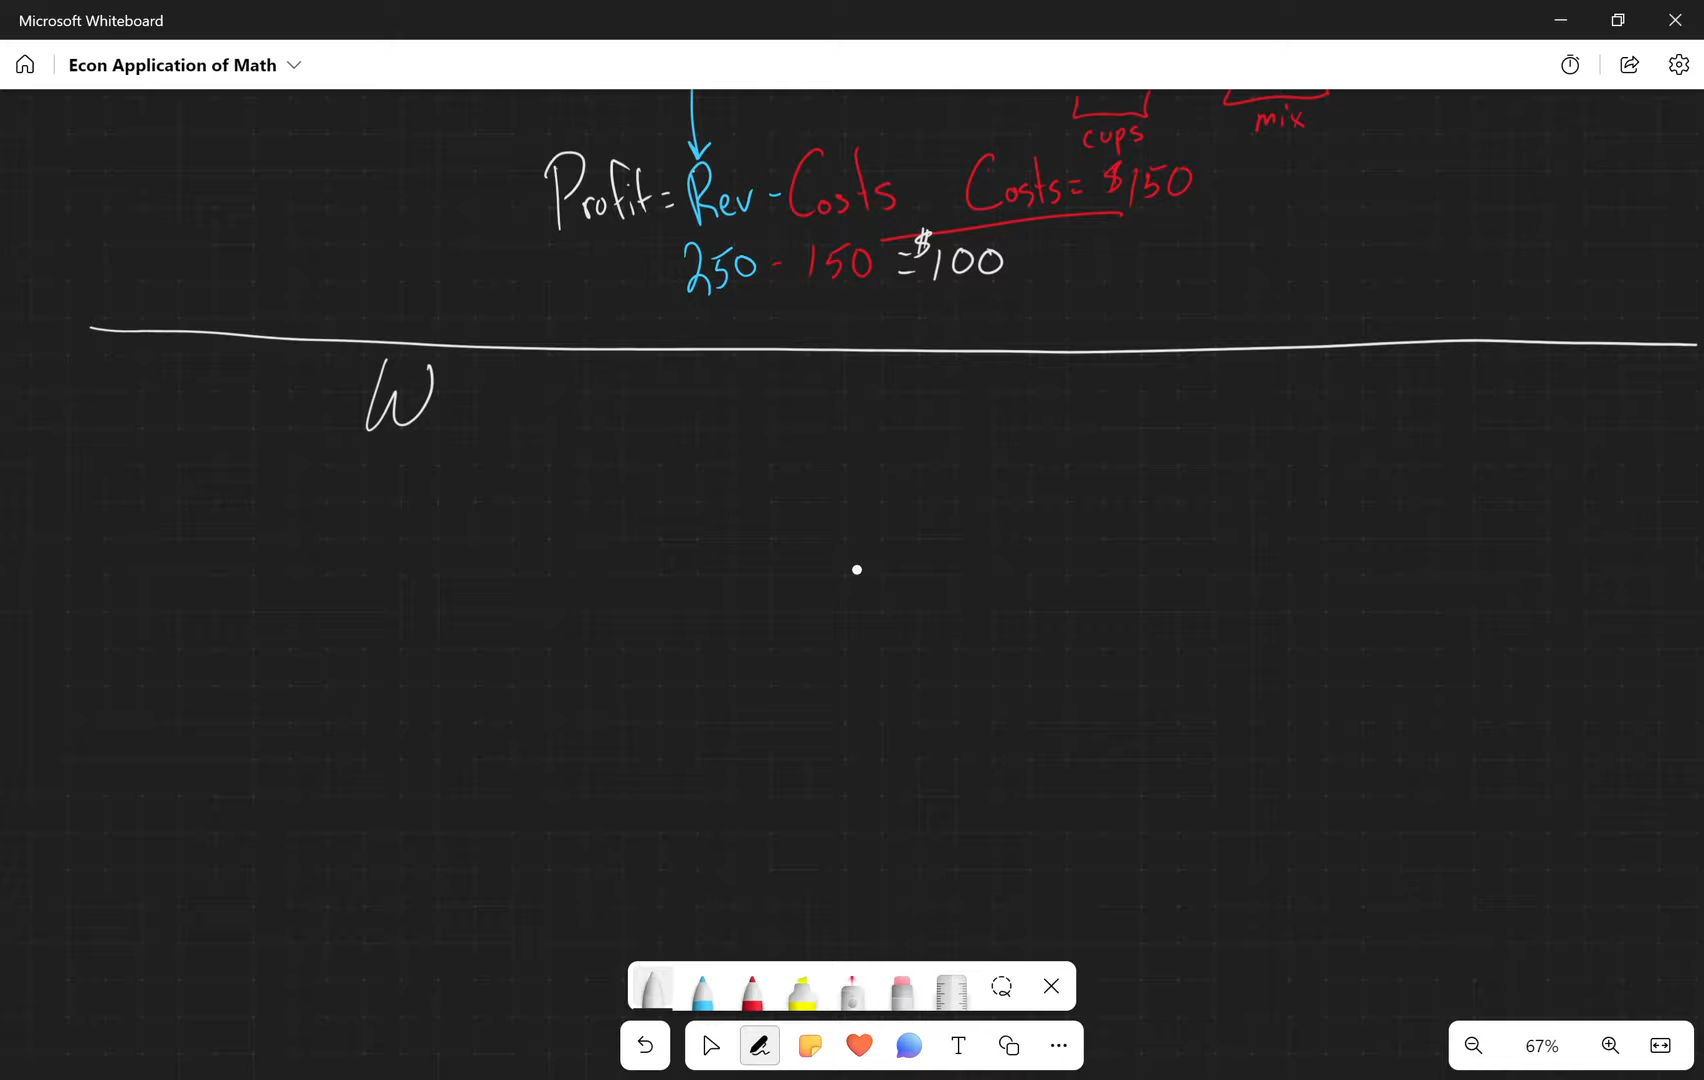 Microsoft Whiteboard
Econ Application of Math
cups
mix
Profit = Rev - Costs Costs = $150
250 - 150 = $100
W
67%